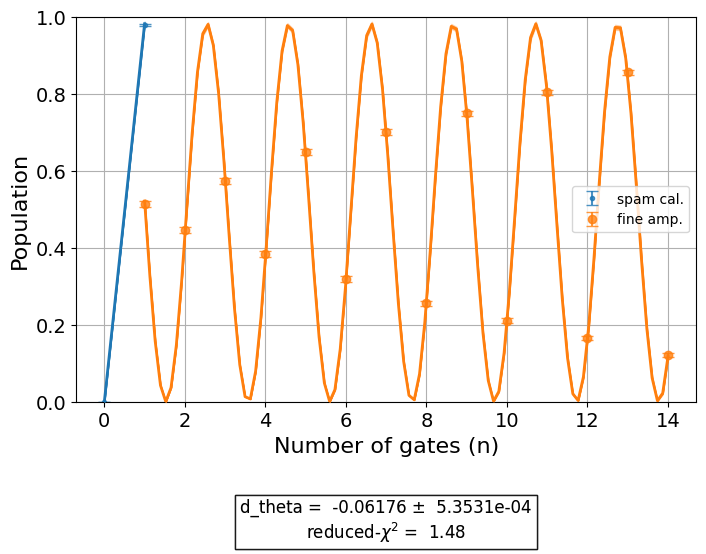 1.0
0.8
0.6
0.4
0.2
0.0
Population
spam cal.
fine amp.
0 2 4 6 8 10 12 14
Number of gates (n)
d_theta = -0.06176 ± 5.3531e-04
reduced-χ² = 1.48